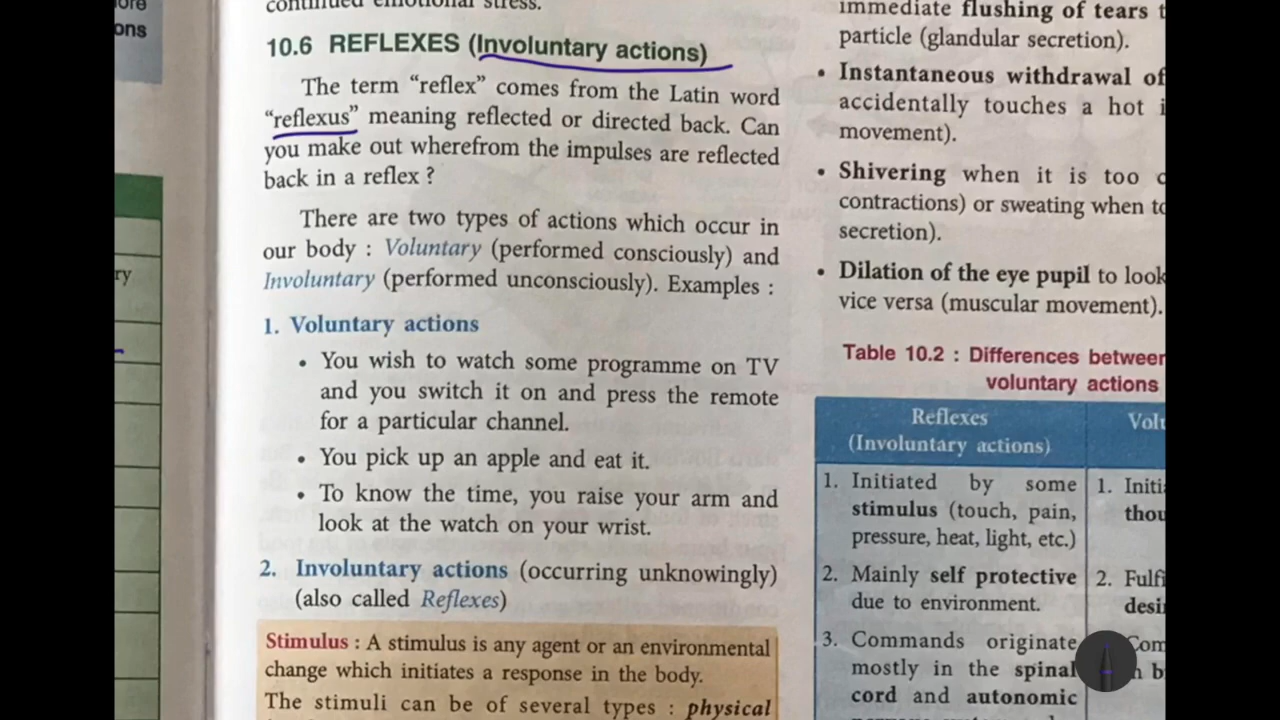 ons
ry
continued emotional stress.
10.6 REFLEXES (Involuntary actions)
The term “reflex” comes from the Latin word
“reflexus” meaning reflected or directed back. Can
you make out wherefrom the impulses are reflected
back in a reflex ?
There are two types of actions which occur in
our body : Voluntary (performed consciously) and
Involuntary (performed unconsciously). Examples :
1. Voluntary actions
• You wish to watch some programme on TV
and you switch it on and press the remote
for a particular channel.
• You pick up an apple and eat it.
• To know the time, you raise your arm and
look at the watch on your wrist.
2. Involuntary actions (occurring unknowingly)
(also called Reflexes)
Stimulus : A stimulus is any agent or an environmental
change which initiates a response in the body.
The stimuli can be of several types : physical
immediate flushing of tears t
particle (glandular secretion).
• Instantaneous withdrawal of
accidentally touches a hot i
movement).
• Shivering when it is too c
contractions) or sweating when to
secretion).
• Dilation of the eye pupil to look
vice versa (muscular movement).
Table 10.2 : Differences between
voluntary actions
Reflexes
(Involuntary actions)
Volu
1. Initiated by some
stimulus (touch, pain,
pressure, heat, light, etc.)
1. Initia
thou
2. Mainly self protective
due to environment.
2. Fulfi
desir
3. Commands originate
mostly in the spinal
cord and autonomic
Com